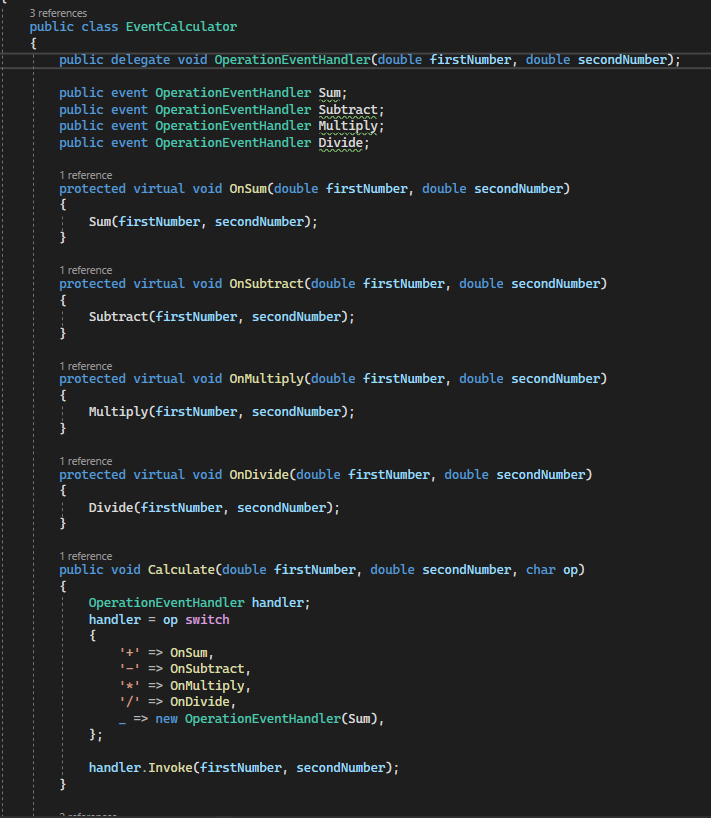 {
3 references
public class EventCalculator
{
public delegate void OperationEventHandler(double firstNumber, double secondNumber);
public event OperationEventHandler Sum;
public event OperationEventHandler Subtract;
public event OperationEventHandler Multiply;
public event OperationEventHandler Divide;
1 reference
protected virtual void OnSum(double firstNumber, double secondNumber)
{
Sum(firstNumber, secondNumber);
}
1 reference
protected virtual void OnSubtract(double firstNumber, double secondNumber)
{
Subtract(firstNumber, secondNumber);
}
1 reference
protected virtual void OnMultiply(double firstNumber, double secondNumber)
{
Multiply(firstNumber, secondNumber);
}
1 reference
protected virtual void OnDivide(double firstNumber, double secondNumber)
{
Divide(firstNumber, secondNumber);
}
1 reference
public void Calculate(double firstNumber, double secondNumber, char op)
{
OperationEventHandler handler;
handler = op switch
{
'+' => OnSum,
'-' => OnSubtract,
'*' => OnMultiply,
'/' => OnDivide,
_ => new OperationEventHandler(Sum),
};
handler.Invoke(firstNumber, secondNumber);
}